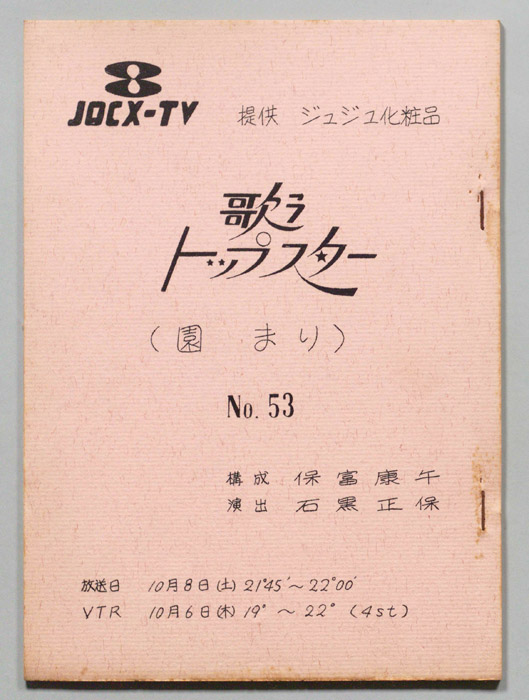 JOCX-TV
提供 ジュジュ化粧品
歌う
トップスター
(園 まり)
No. 53
構成 保富康午
演出 石黒正保
放送日 10月8日(土) 21°45′~22°00′
VTR 10月6日(木) 19°~22°(4st)